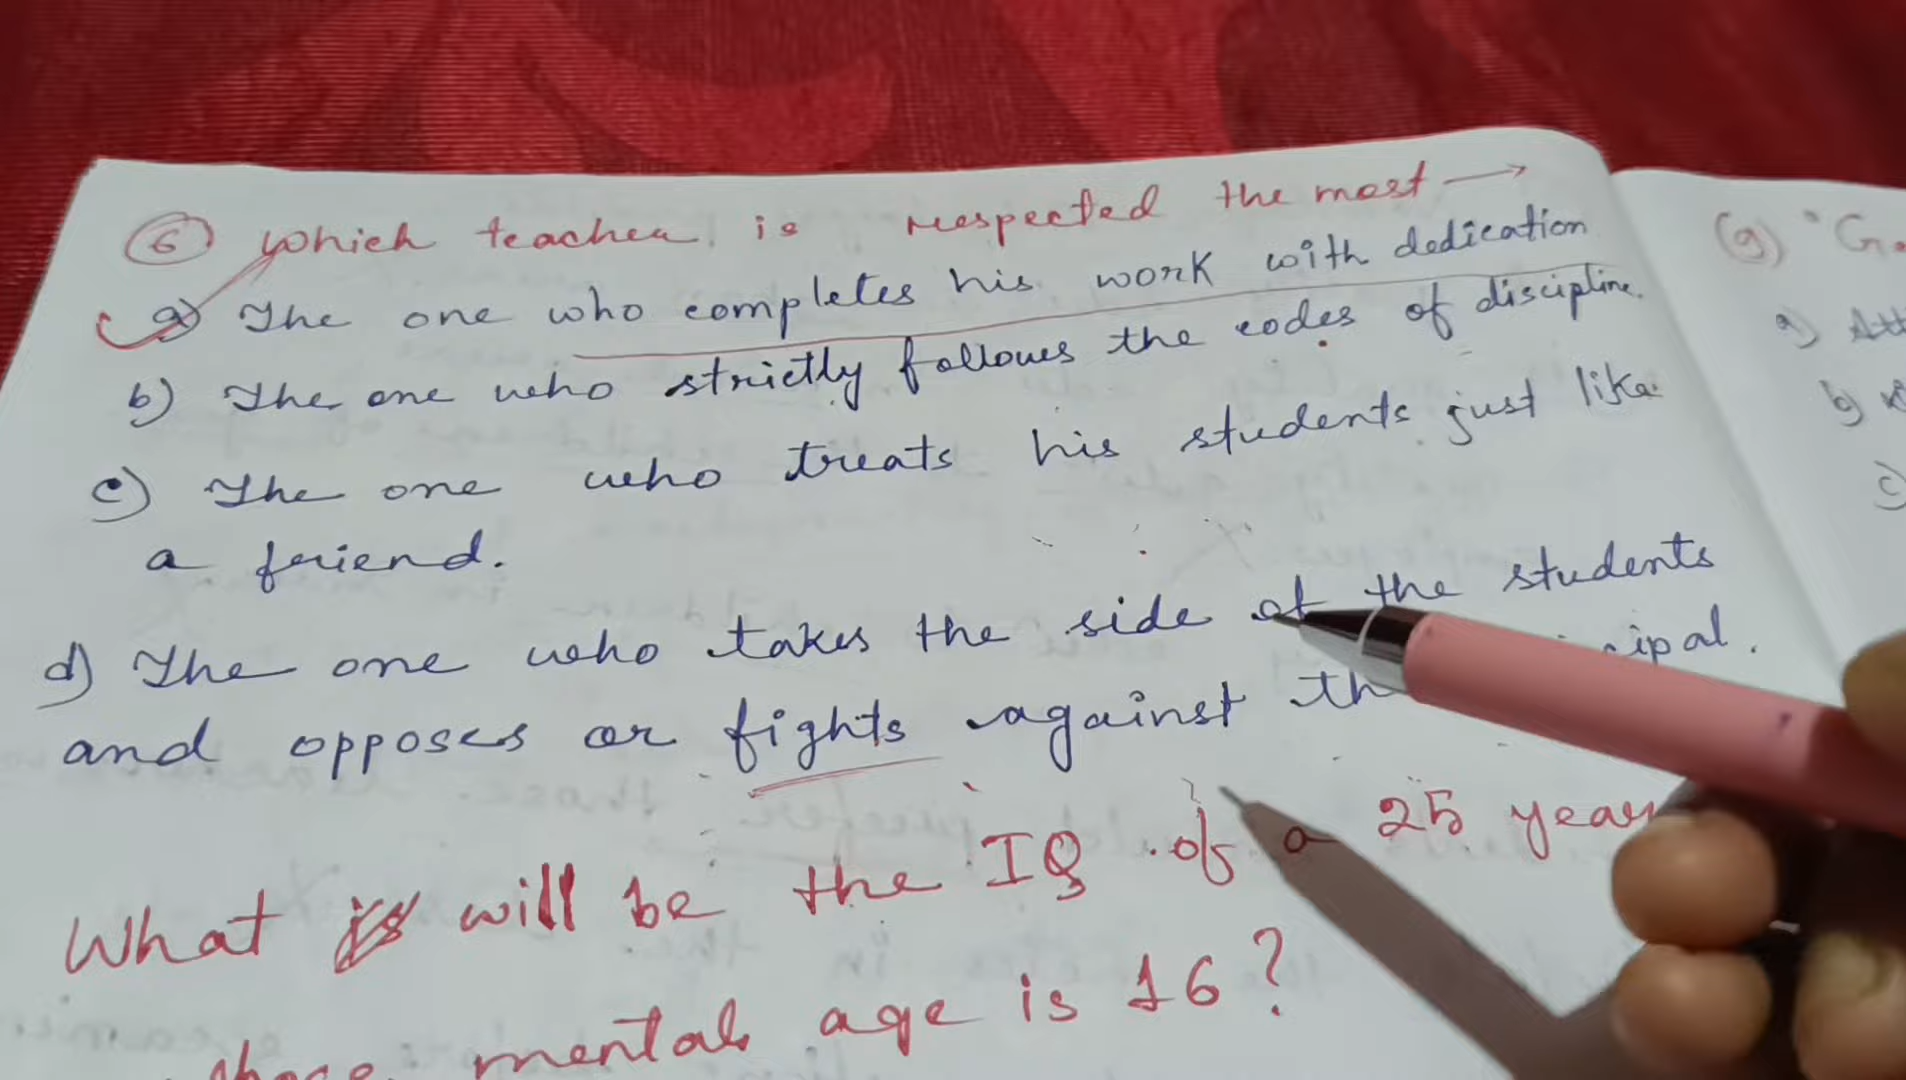 6 which teacher is respected the most →
a) The one who completes his work with dedication
b) The one who strictly follows the codes of discipline.
c) The one who treats his students just like
a friend.
d) The one who takes the side of the students
and opposes or fights against
What will be the IQ of a 25 year
mental age is 16?
(g) "G
a)
b)
c)